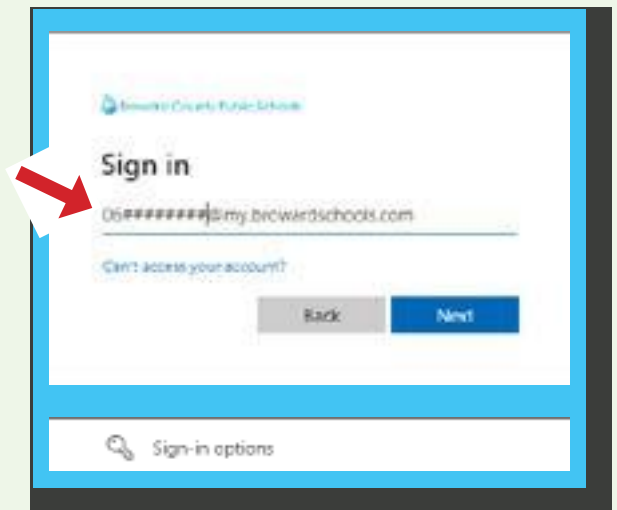 Broward County Public Schools
Sign in
06########@my.browardschools.com
Can't access your account?
Back Next
Sign-in options